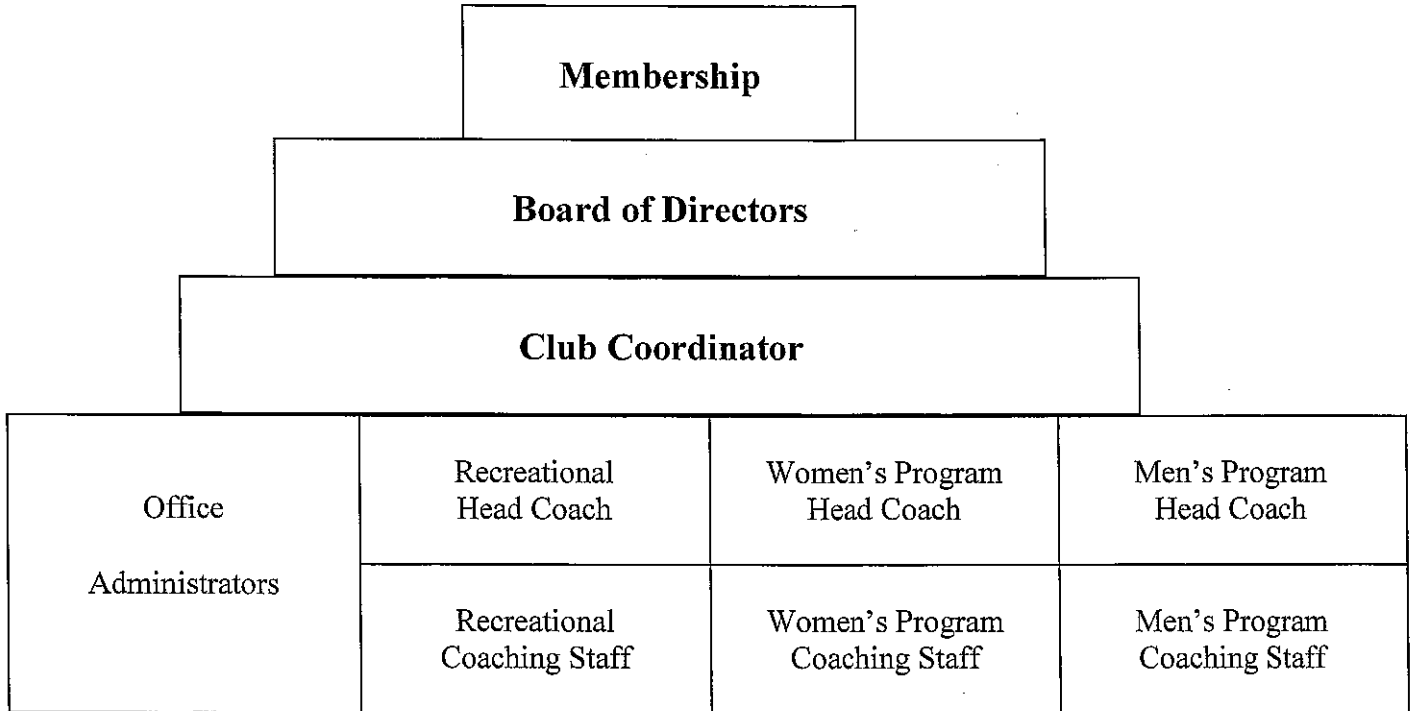 Membership
Board of Directors
Club Coordinator
Office
Administrators
Recreational
Head Coach
Women's Program
Head Coach
Men's Program
Head Coach
Recreational
Coaching Staff
Women's Program
Coaching Staff
Men's Program
Coaching Staff